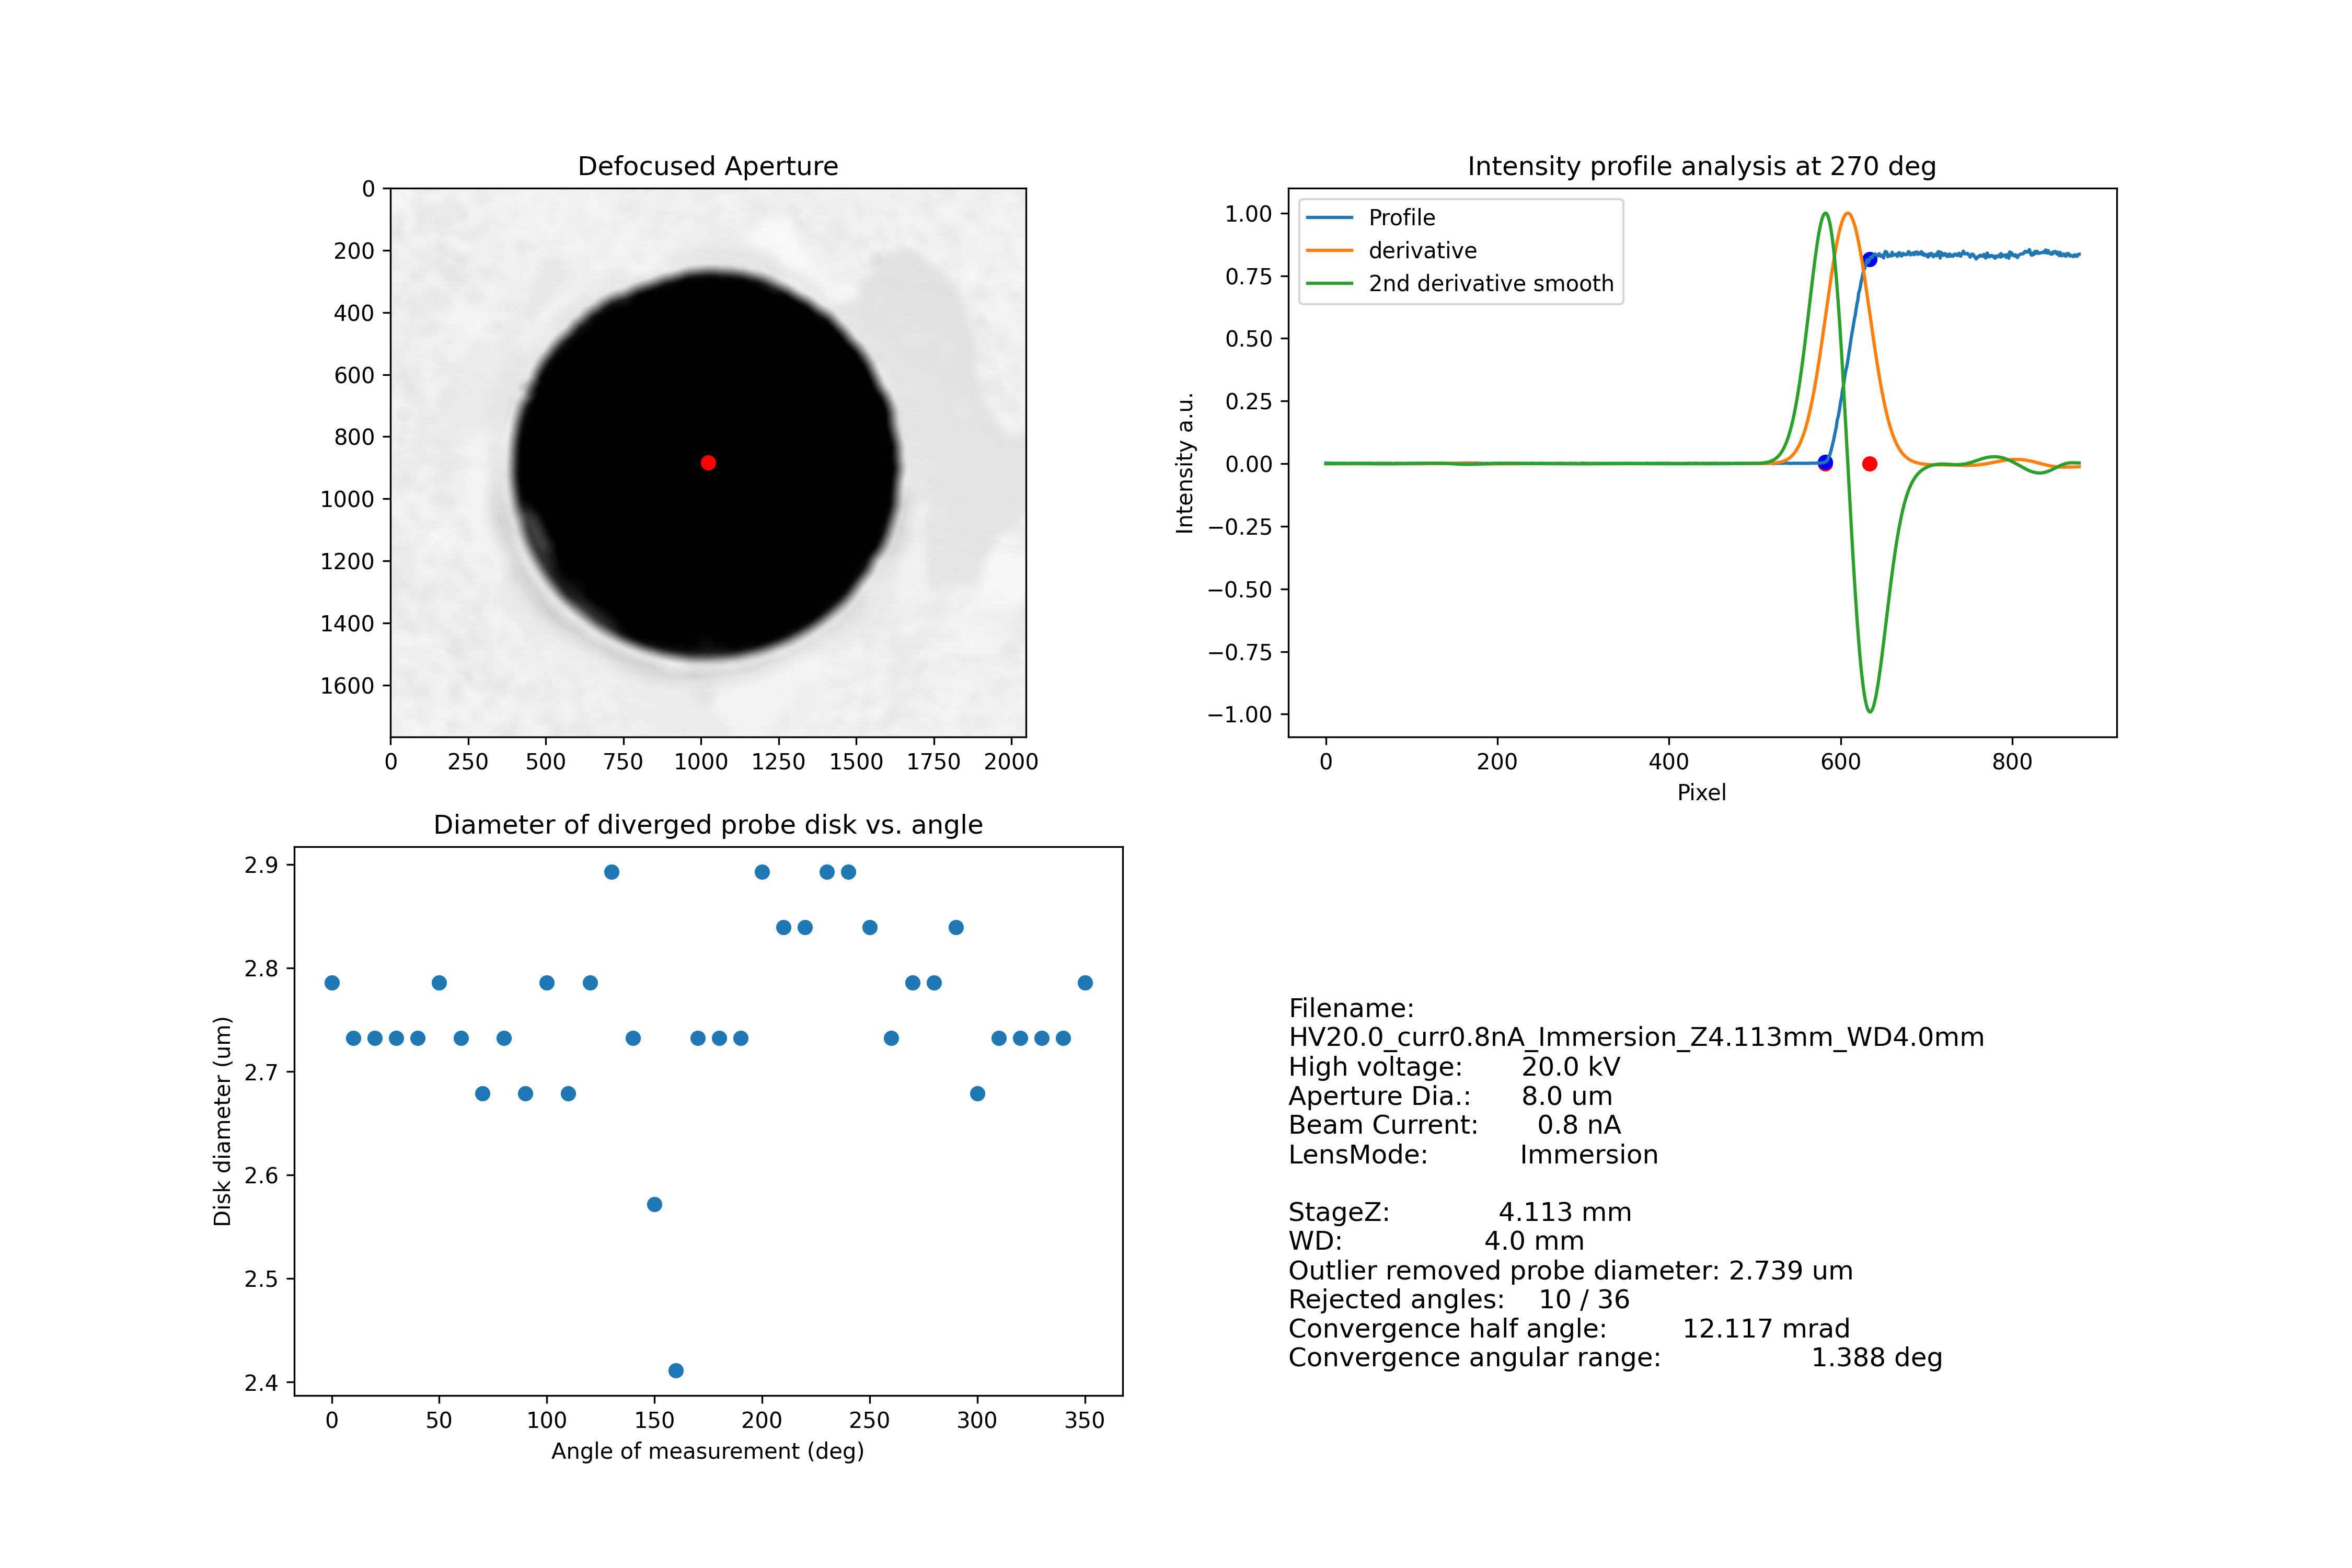 Defocused Aperture
0
200
400
600
800
1000
1200
1400
1600
0 250 500 750 1000 1250 1500 1750 2000
Intensity profile analysis at 270 deg
Profile
derivative
2nd derivative smooth
Intensity a.u.
1.00
0.75
0.50
0.25
0.00
−0.25
−0.50
−0.75
−1.00
0 200 400 600 800
Pixel
Diameter of diverged probe disk vs. angle
Disk diameter (um)
2.9
2.8
2.7
2.6
2.5
2.4
0 50 100 150 200 250 300 350
Angle of measurement (deg)
Filename:
HV20.0_curr0.8nA_Immersion_Z4.113mm_WD4.0mm
High voltage: 20.0 kV
Aperture Dia.: 8.0 um
Beam Current: 0.8 nA
LensMode: Immersion
StageZ: 4.113 mm
WD: 4.0 mm
Outlier removed probe diameter: 2.739 um
Rejected angles: 10 / 36
Convergence half angle: 12.117 mrad
Convergence angular range: 1.388 deg